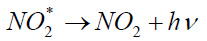 NO₂* → NO₂ + hν